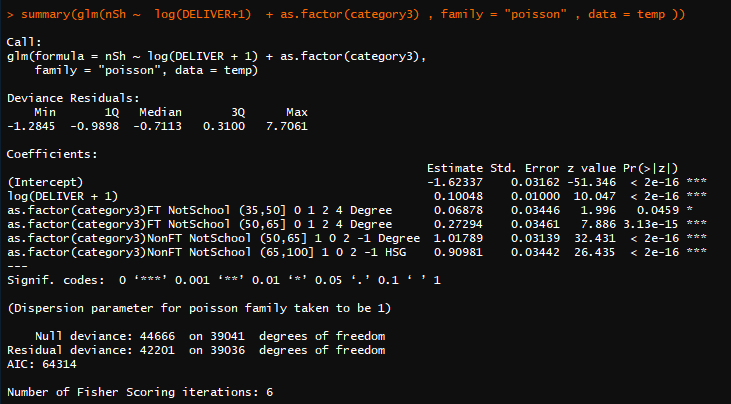 > summary(glm(nSh ~  log(DELIVER+1)  + as.factor(category3) , family = "poisson" , data = temp ))
Call:
glm(formula = nSh ~ log(DELIVER + 1) + as.factor(category3),
    family = "poisson", data = temp)
Deviance Residuals:
    Min       1Q   Median       3Q      Max
-1.2845  -0.9898  -0.7113   0.3100   7.7061
Coefficients:
                                                         Estimate Std. Error z value Pr(>|z|)
(Intercept)                                              -1.62337    0.03162 -51.346  < 2e-16 ***
log(DELIVER + 1)                                          0.10048    0.01000  10.047  < 2e-16 ***
as.factor(category3)FT NotSchool (35,50] 0 1 2 4 Degree   0.06878    0.03446   1.996   0.0459 *
as.factor(category3)FT NotSchool (50,65] 0 1 2 4 Degree   0.27294    0.03461   7.886 3.13e-15 ***
as.factor(category3)NonFT NotSchool (50,65] 1 0 2 -1 Degree  1.01789    0.03139  32.431  < 2e-16 ***
as.factor(category3)NonFT NotSchool (65,100] 1 0 2 -1 HSG  0.90981    0.03442  26.435  < 2e-16 ***
---
Signif. codes:  0 ‘***’ 0.001 ‘**’ 0.01 ‘*’ 0.05 ‘.’ 0.1 ‘ ’ 1
(Dispersion parameter for poisson family taken to be 1)
    Null deviance: 44666  on 39041  degrees of freedom
Residual deviance: 42201  on 39036  degrees of freedom
AIC: 64314
Number of Fisher Scoring iterations: 6